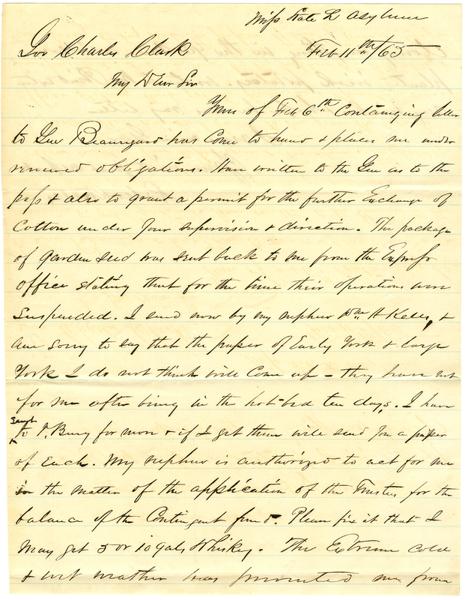 Miss State L Asylum
Feb 11th / 65
Gov Charles Clark
My Dear Sir
Yours of Feb 6th Containing letter
to Genl Beauregard has Come to hand & places me under
renewed obligations. Have written to the Gen as to the
pass & also to grant a permit for the further Exchange of
Cotton under your supervision & direction. The package
of Garden seed was sent back to me from the Express
office stating that for the time their operations were
suspended. I send now by my nephew Wm A Kelly, &
am sorry to say that the paper of Early York & large
York I do not think will Come up – they have not
for me after being in the hot-bed ten days. I have
sent
to P. Berry for more & if I get them will send you a paper
of Each. My nephew is authorized to act for me
in the matter of the application of the Trustees for the
balance of the Contingent fund. Please fix it that I
may get 5 or 10 gals Whiskey. The Extreme cold
& wet weather has prevented me from